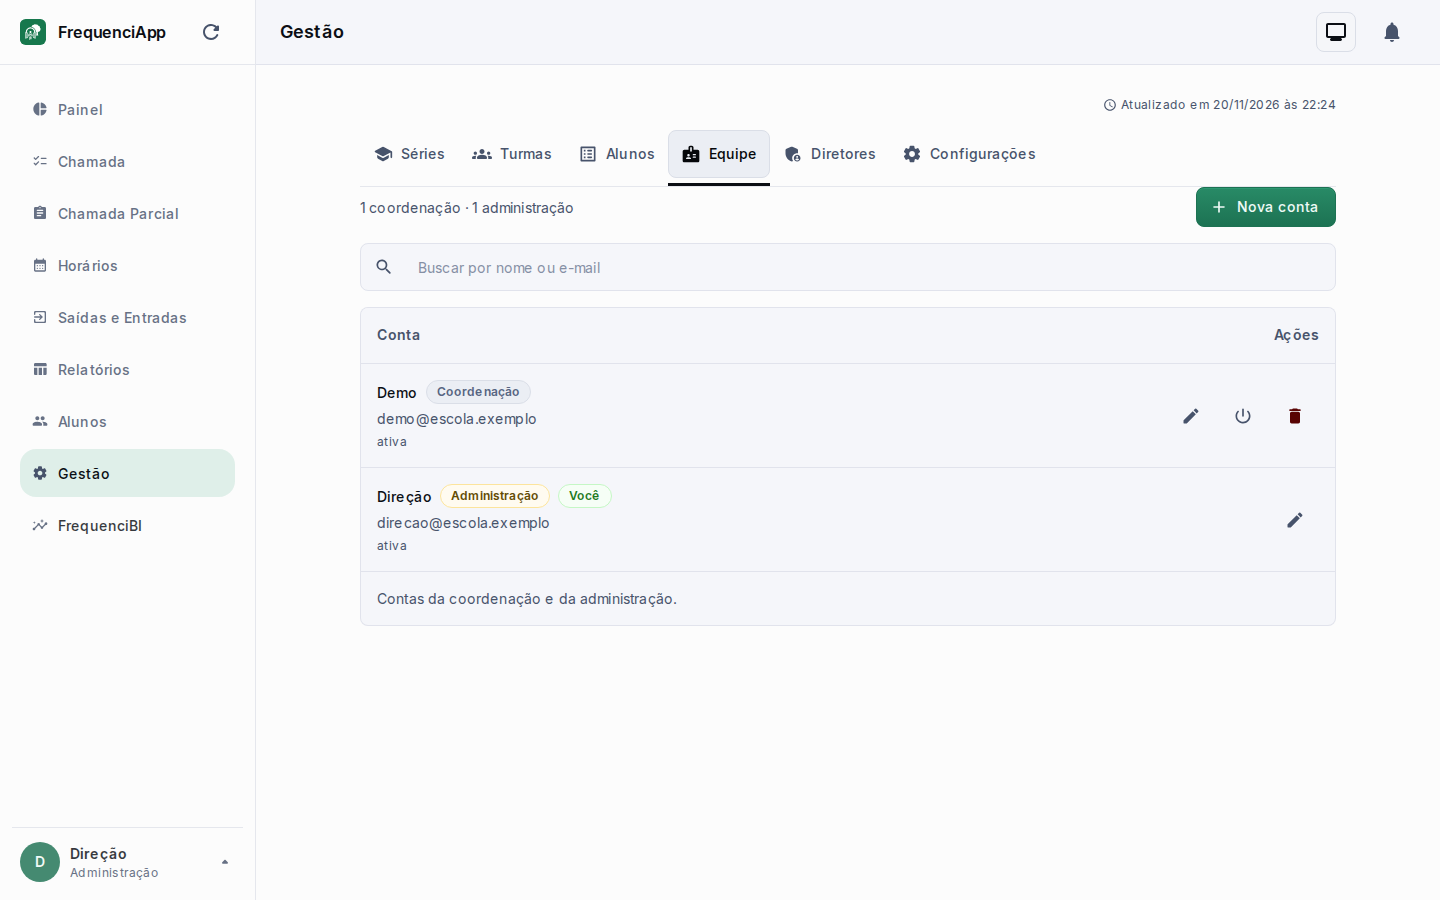 FrequenciApp
Gestão
Painel
Chamada
Chamada Parcial
Horários
Saídas e Entradas
Relatórios
Alunos
Gestão
FrequenciBI
D
Direção
Administração
Atualizado em 20/11/2026 às 22:24
Séries
Turmas
Alunos
Equipe
Diretores
Configurações
1 coordenação · 1 administração
Nova conta
Buscar por nome ou e-mail
Conta
Ações
Demo
Coordenação
demo@escola.exemplo
ativa
Direção
Administração
Você
direcao@escola.exemplo
ativa
Contas da coordenação e da administração.